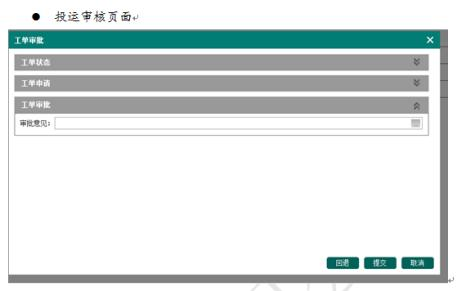 ● 投运审核页面
工单审批
工单状态
工单申请
工单审批
审批意见：
回退 提交 取消